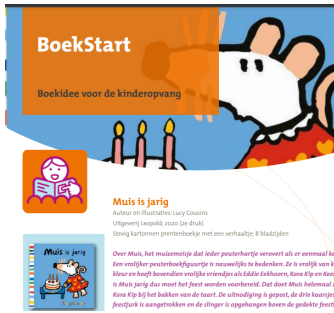 BoekStart
Boekidee voor de kinderopvang
Muis is jarig
Auteur en illustraties: Lucy Cousins
Uitgeverij Leopold, 2020 (2e druk)
Stevig kartonnen prentenboekje met een verhaaltje; 8 bladzijden
Muis is jarig
Over Muis, het muizemeisje dat ieder peuterhartje verovert als er eenmaal
Een vrolijker peuterboekfiguurtje is nauwelijks te bedenken. Ze is vrolijk van
kleur en heeft bovendien vrolijke vriendjes als Eddie Eekhoorn, Kora Kip en
is Muis jarig dus moet het feest worden voorbereid. Dat doet Muis helemaal
Kora Kip bij het bakken van de taart. De uitnodiging is gepost, de drie kaarsjes
feestjurk is aangetrokken en de slinger is opgehangen boven de gedekte